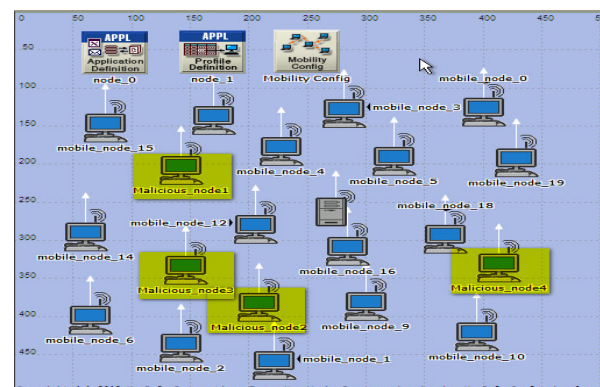 0 50 100 150 200 250 300 350 400 450
50
100
150
200
250
300
350
400
450
APPL
Application
Definition
node_0
APPL
Profile
Definition
node_1
Mobility
Config
Mobility Config
mobile_node_0
mobile_node_3
mobile_node_15
mobile_node_4
mobile_node_5
mobile_node_19
Malicious_node1
mobile_node_12
mobile_node_18
mobile_node_14
mobile_node_16
Malicious_node3
Malicious_node4
Malicious_node2
mobile_node_6
mobile_node_9
mobile_node_2
mobile_node_1
mobile_node_10